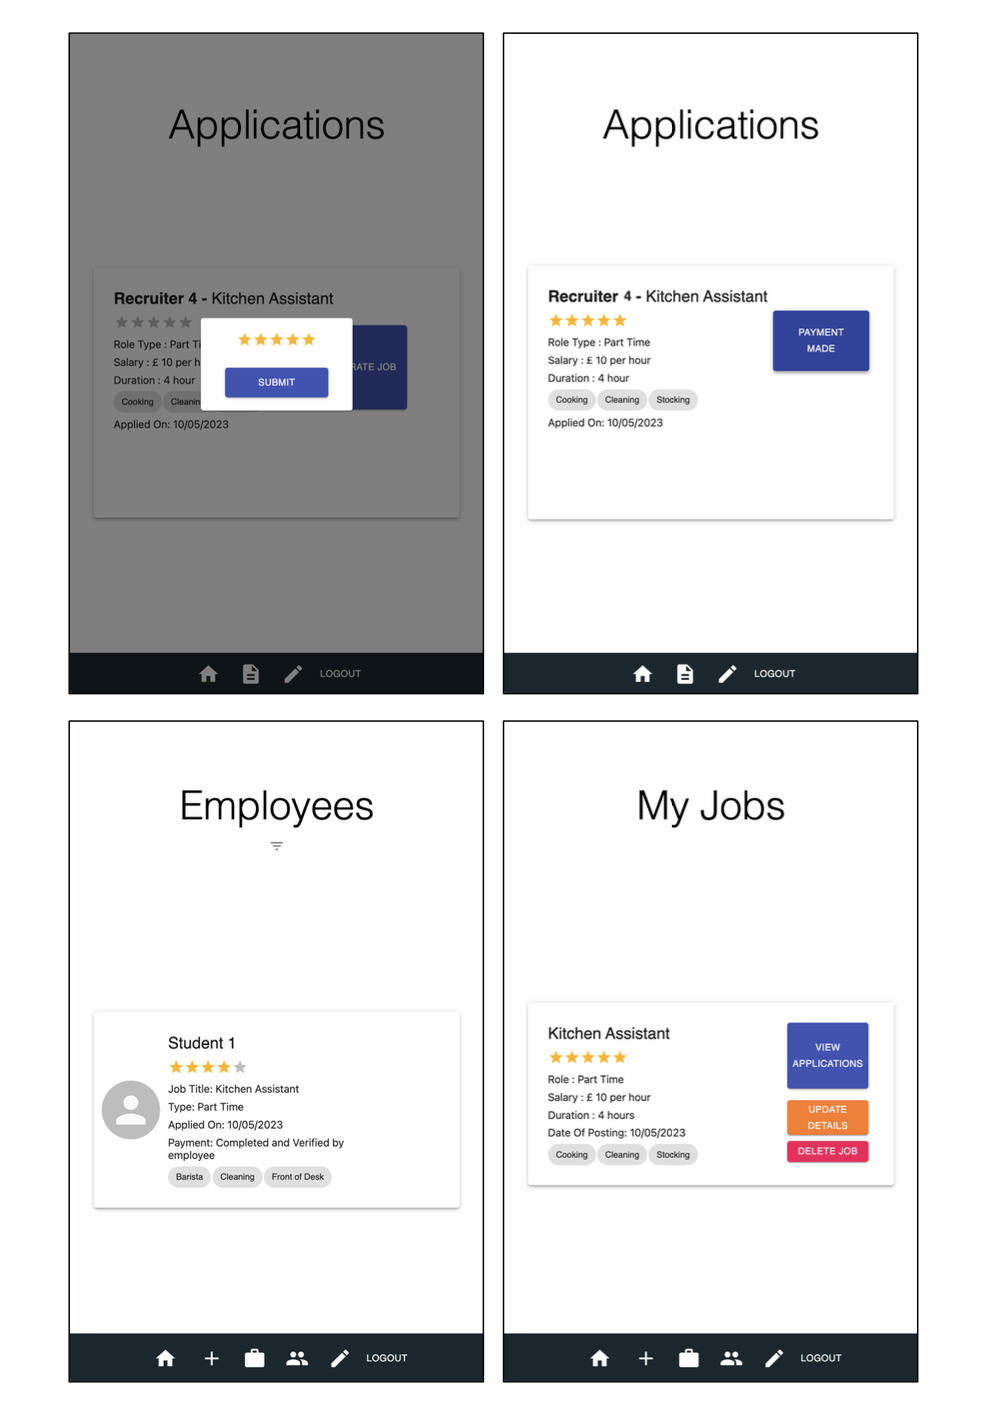 Applications
Recruiter 4 - Kitchen Assistant
Role Type : Part Ti
Salary : £ 10 per h
Duration : 4 hour
Cooking Cleanin
Applied On: 10/05/2023
SUBMIT
RATE JOB
LOGOUT
Applications
Recruiter 4 - Kitchen Assistant
Role Type : Part Time
Salary : £ 10 per hour
Duration : 4 hour
Cooking Cleaning Stocking
Applied On: 10/05/2023
PAYMENT
MADE
LOGOUT
Employees
Student 1
Job Title: Kitchen Assistant
Type: Part Time
Applied On: 10/05/2023
Payment: Completed and Verified by
employee
Barista Cleaning Front of Desk
LOGOUT
My Jobs
Kitchen Assistant
Role : Part Time
Salary : £ 10 per hour
Duration : 4 hours
Date Of Posting: 10/05/2023
Cooking Cleaning Stocking
VIEW
APPLICATIONS
UPDATE
DETAILS
DELETE JOB
LOGOUT